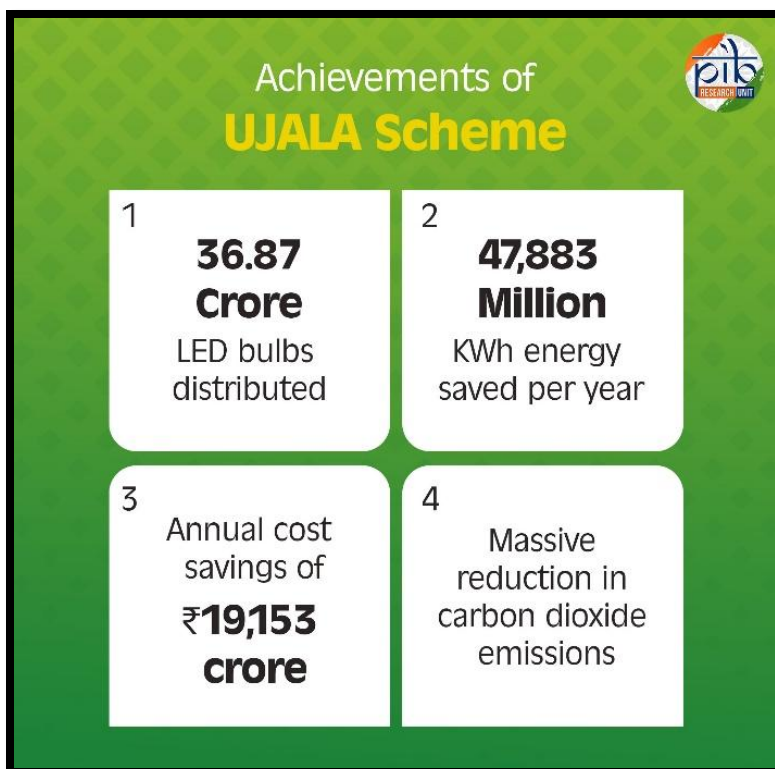 Achievements of
UJALA Scheme
pib
RESEARCH UNIT
1
36.87
Crore
LED bulbs
distributed
2
47,883
Million
KWh energy
saved per year
3
Annual cost
savings of
₹19,153
crore
4
Massive
reduction in
carbon dioxide
emissions